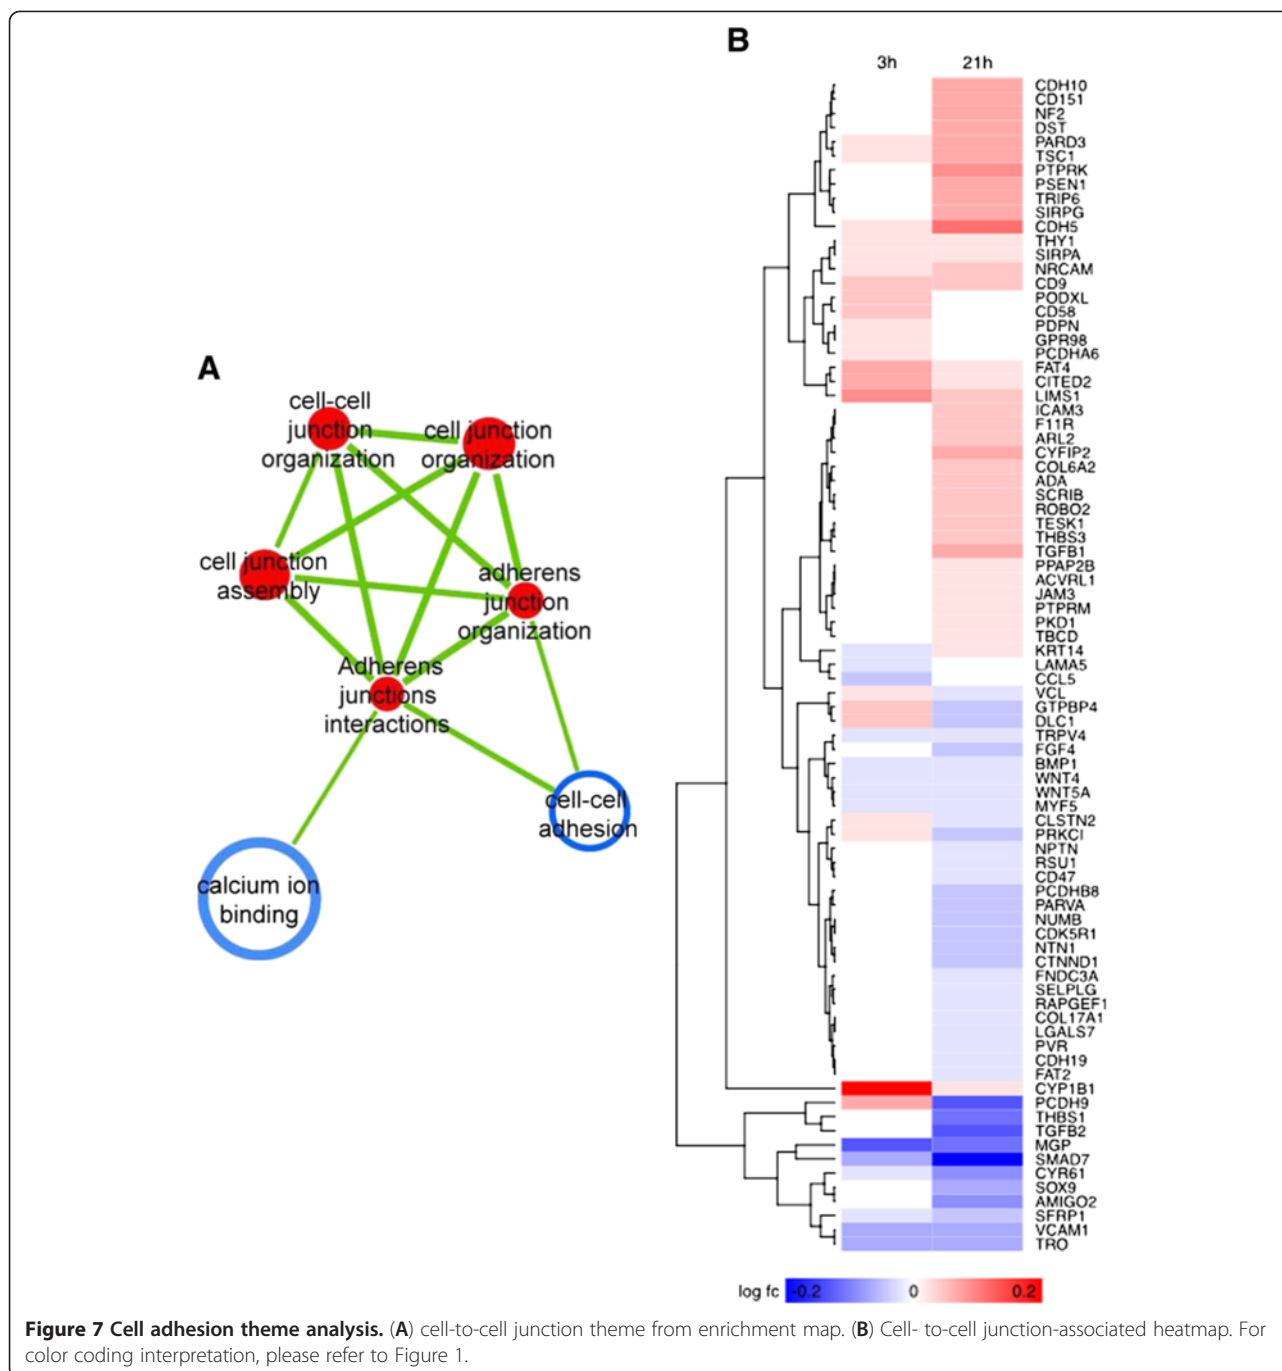 A
cell-cell
junction
organization
cell junction
organization
cell junction
assembly
adherens
junction
organization
Adherens
junctions
interactions
cell-cell
adhesion
calcium ion
binding
B
3h 21h
CDH10
CD151
NF2
DST
PARD3
TSC1
PTPRK
PSEN1
TRIP6
SIRPG
CDH5
THY1
SIRPA
NRCAM
CD9
PODXL
CD58
PDPN
GPR98
PCDHA6
FAT4
CITED2
LIMS1
ICAM3
F11R
ARL2
CYFIP2
COL6A2
ADA
SCRIB
ROBO2
TESK1
THBS3
TGFB1
PPAP2B
ACVRL1
JAM3
PTPRM
PKD1
TBCD
KRT14
LAMA5
CCL5
VCL
GTPBP4
DLC1
TRPV4
FGF4
BMP1
WNT4
WNT5A
MYF5
CLSTN2
PRKCI
NPTN
RSU1
CD47
PCDHB8
PARVA
NUMB
CDK5R1
NTN1
CTNND1
FNDC3A
SELPLG
RAPGEF1
COL17A1
LGALS7
PVR
CDH19
FAT2
CYP1B1
PCDH9
THBS1
TGFB2
MGP
SMAD7
CYR61
SOX9
AMIGO2
SFRP1
VCAM1
TRO
log fc -0.2 0 0.2
Figure 7 Cell adhesion theme analysis. (A) cell-to-cell junction theme from enrichment map. (B) Cell- to-cell junction-associated heatmap. For
color coding interpretation, please refer to Figure 1.